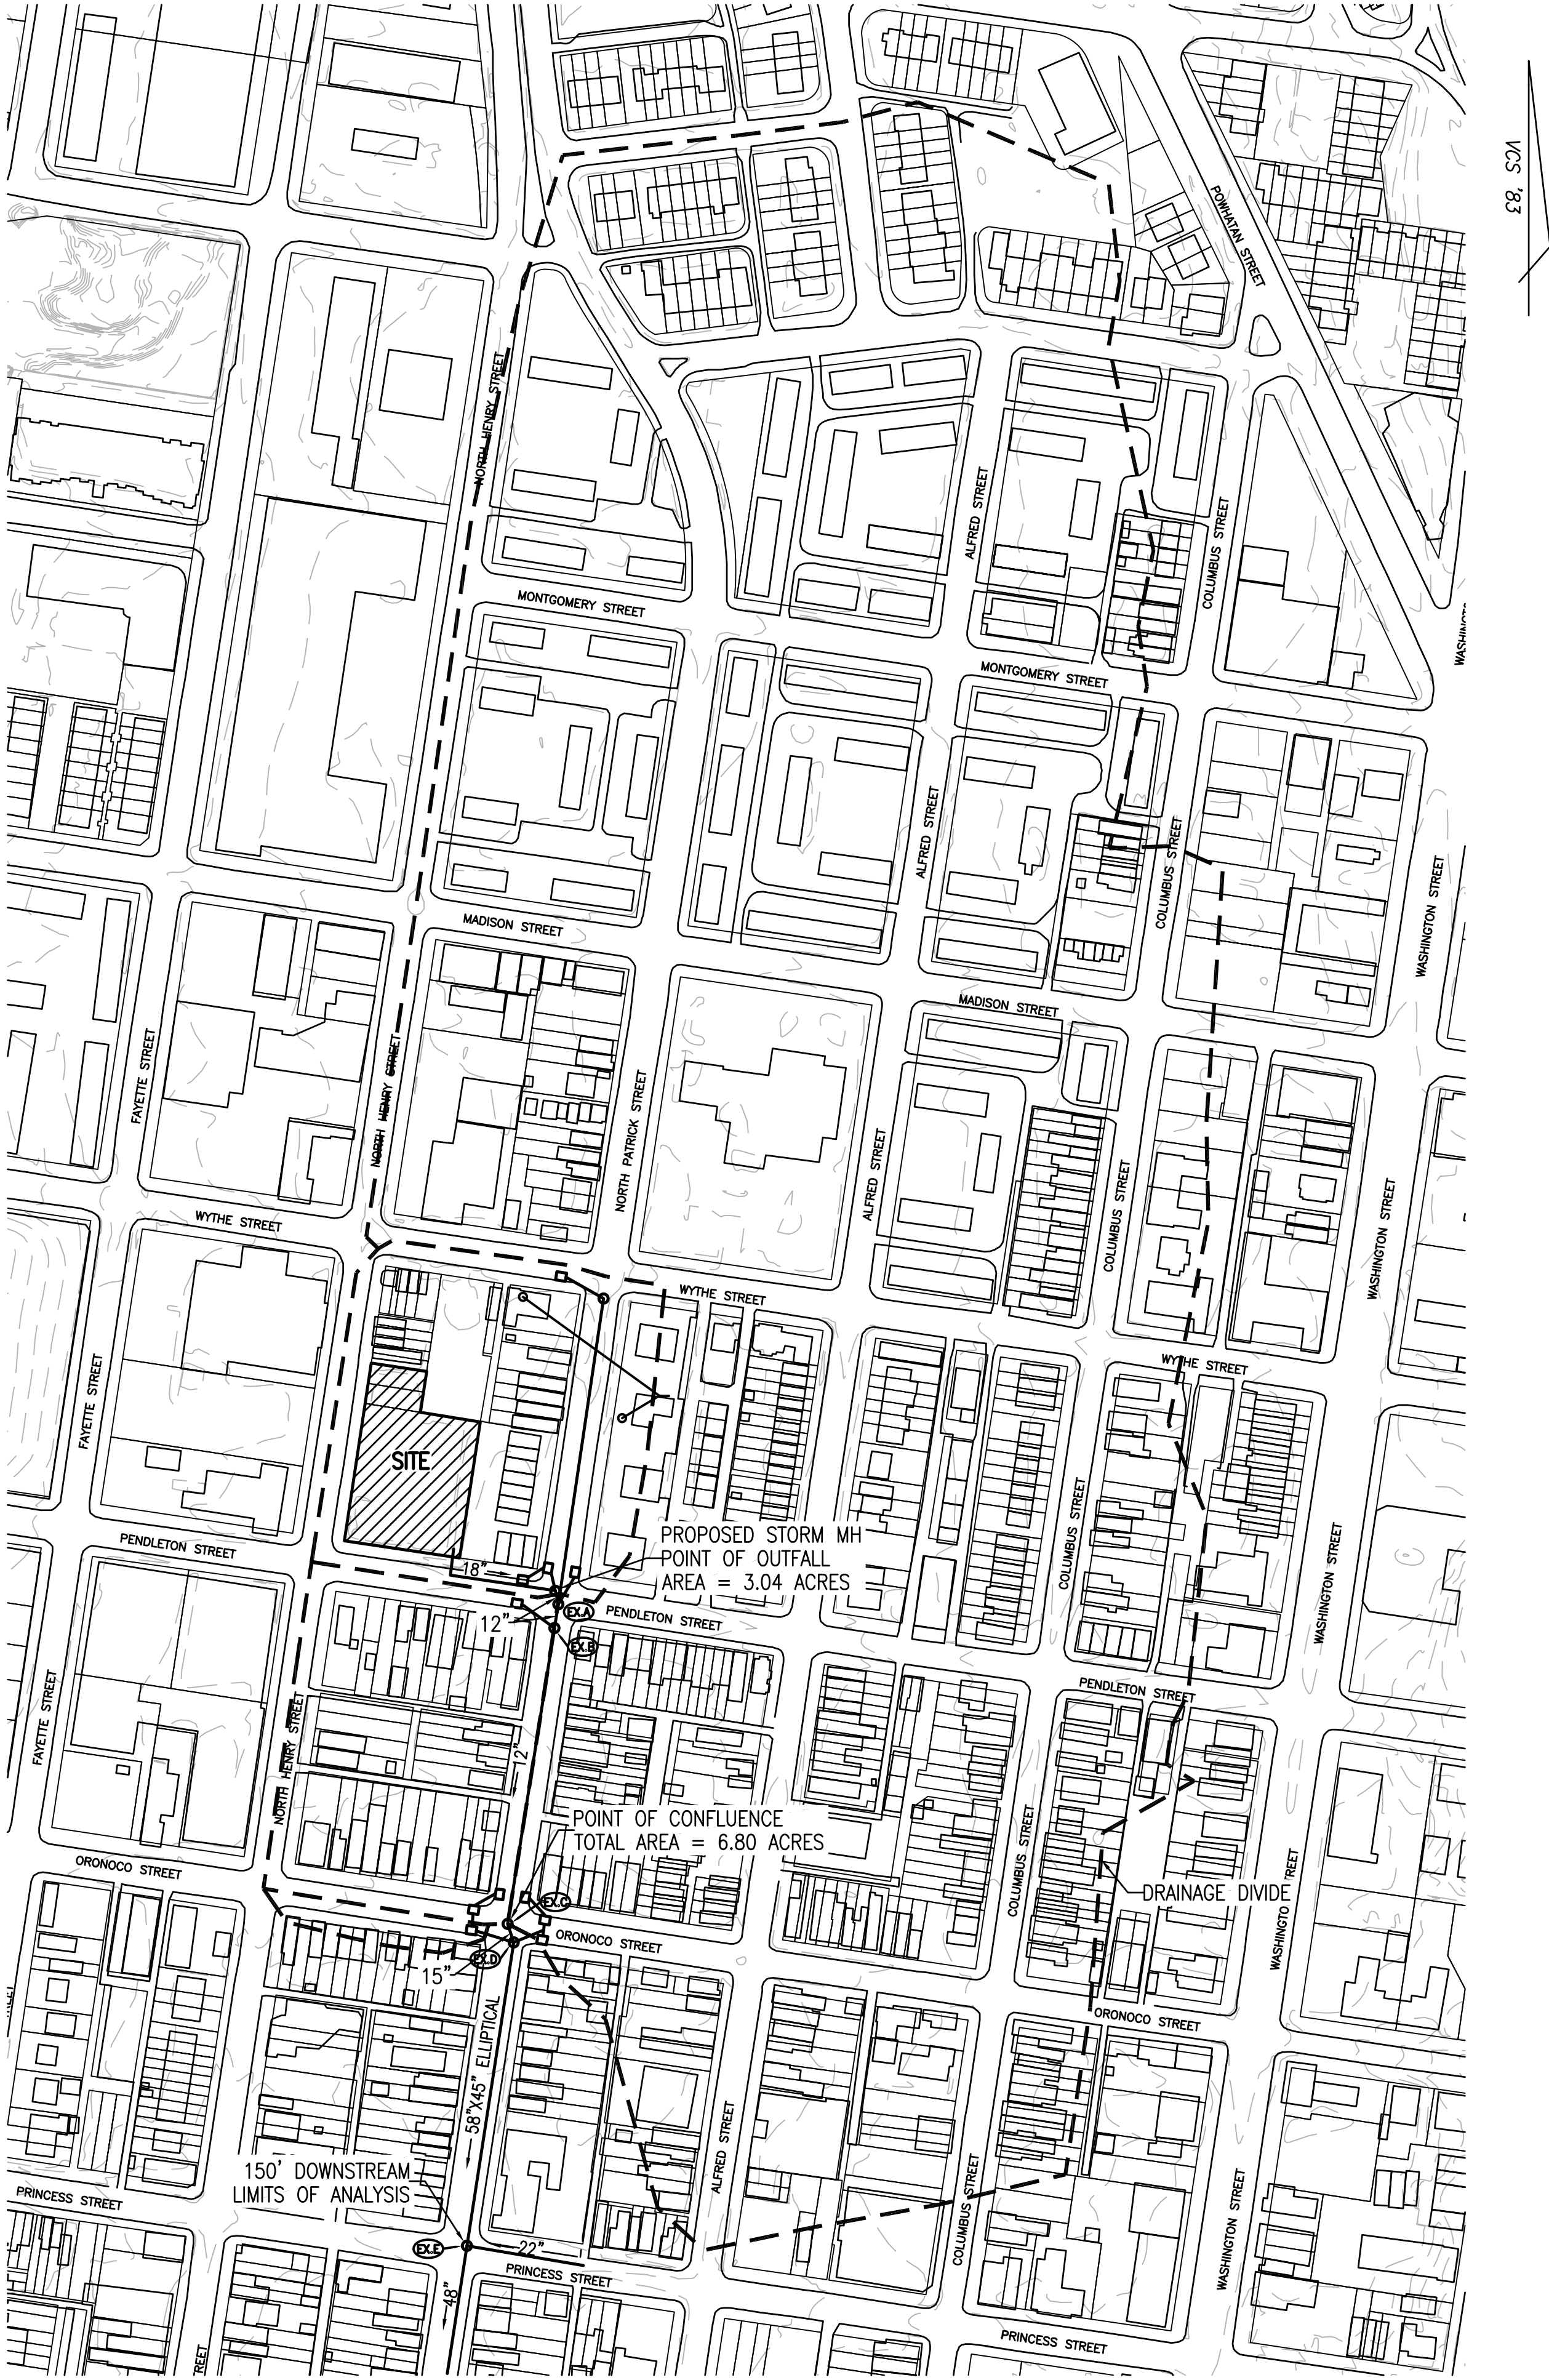 VCS '83
POWHATAN STREET
NORTH HENRY STREET
ALFRED STREET
COLUMBUS STREET
MONTGOMERY STREET
MONTGOMERY STREET
ALFRED STREET
COLUMBUS STREET
WASHINGTON STREET
MADISON STREET
MADISON STREET
FAYETTE STREET
NORTH HENRY STREET
NORTH PATRICK STREET
ALFRED STREET
COLUMBUS STREET
WASHINGTON STREET
WYTHE STREET
WYTHE STREET
WYTHE STREET
FAYETTE STREET
SITE
COLUMBUS STREET
WASHINGTON STREET
PENDLETON STREET
18"
PROPOSED STORM MH
POINT OF OUTFALL
AREA = 3.04 ACRES
12"
EX.A
PENDLETON STREET
EX.B
FAYETTE STREET
NORTH HENRY STREET
PENDLETON STREET
12"
POINT OF CONFLUENCE
TOTAL AREA = 6.80 ACRES
COLUMBUS STREET
ORONOCO STREET
DRAINAGE DIVIDE
WASHINGTO
TREET
EX.C
ORONOCO STREET
EX.D
15"
ORONOCO STREET
58"X45" ELLIPTICAL
ALFRED STREET
COLUMBUS STREET
WASHINGTON STREET
150' DOWNSTREAM
LIMITS OF ANALYSIS
PRINCESS STREET
EX.E
22"
PRINCESS STREET
48"
PRINCESS STREET